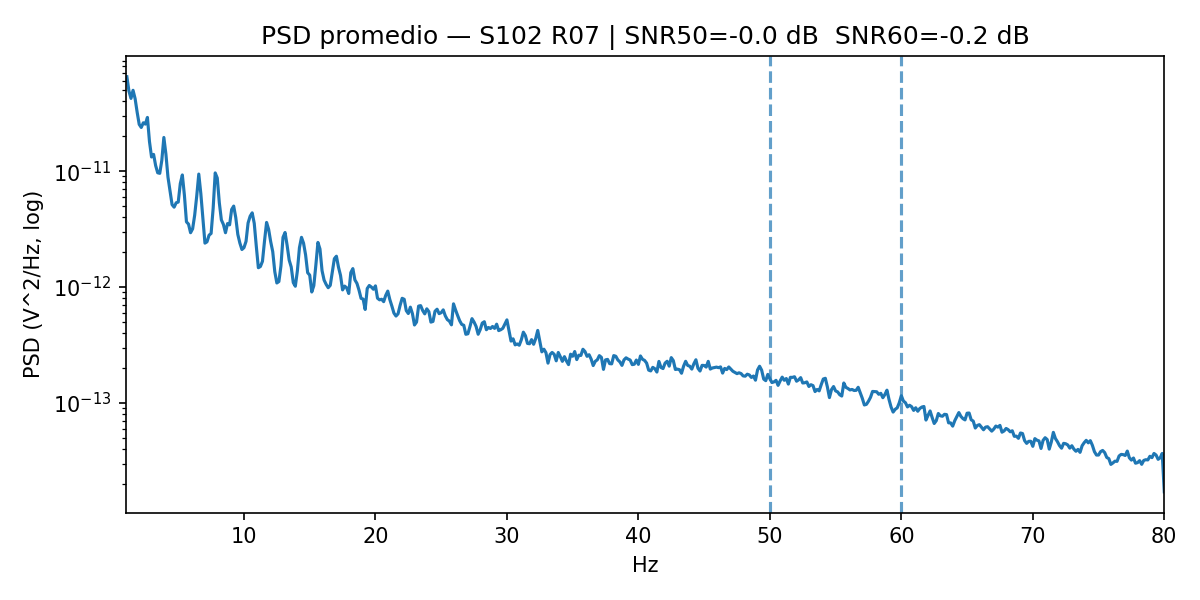 PSD promedio — S102 R07 | SNR50=-0.0 dB  SNR60=-0.2 dB
PSD (V^2/Hz, log)
10⁻¹¹
10⁻¹²
10⁻¹³
10 20 30 40 50 60 70 80
Hz